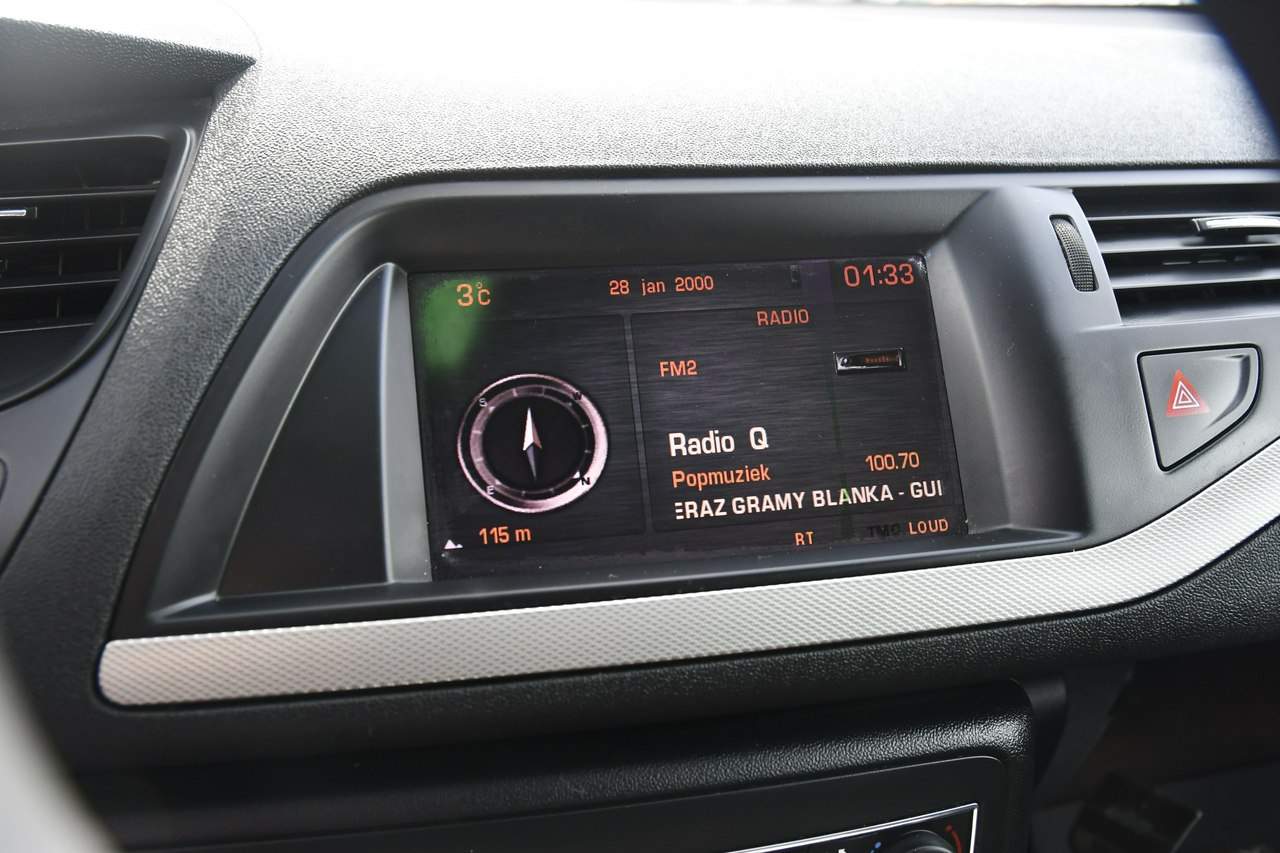 3°C 28 jan 2000 01:33
RADIO
FM2
Radio Q
Popmuziek 100.70
ERAZ GRAMY BLANKA - GUI
115 m RT TMC LOUD
S
E
N